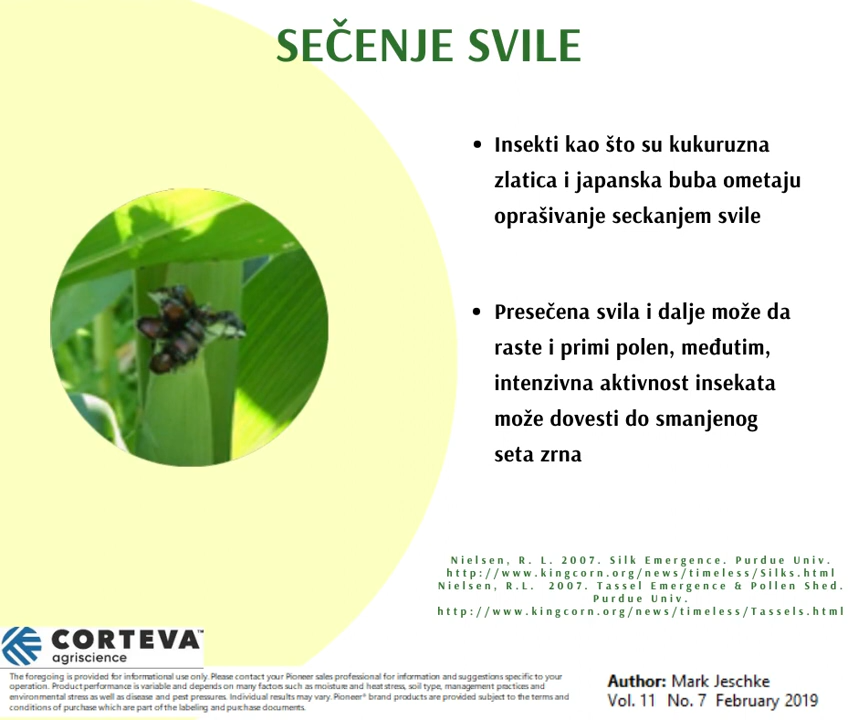 SEČENJE SVILE
Insekti kao što su kukuruzna
zlatica i japanska buba ometaju
oprašivanje seckanjem svile
Presečena svila i dalje može da
raste i primi polen, međutim,
intenzivna aktivnost insekata
može dovesti do smanjenog
seta zrna
Nielsen, R. L. 2007. Silk Emergence. Purdue Univ.
http://www.kingcorn.org/news/timeless/Silks.html
Nielsen, R.L. 2007. Tassel Emergence & Pollen Shed.
Purdue Univ.
http://www.kingcorn.org/news/timeless/Tassels.html
CORTEVA™
agriscience
The foregoing is provided for informational use only. Please contact your Pioneer sales professional for information and suggestions specific to your
operation. Product performance is variable and depends on many factors such as moisture and heat stress, soil type, management practices and
environmental stress as well as disease and pest pressures. Individual results may vary. Pioneer® brand products are provided subject to the terms and
conditions of purchase which are part of the labeling and purchase documents.
Author: Mark Jeschke
Vol. 11 No. 7 February 2019